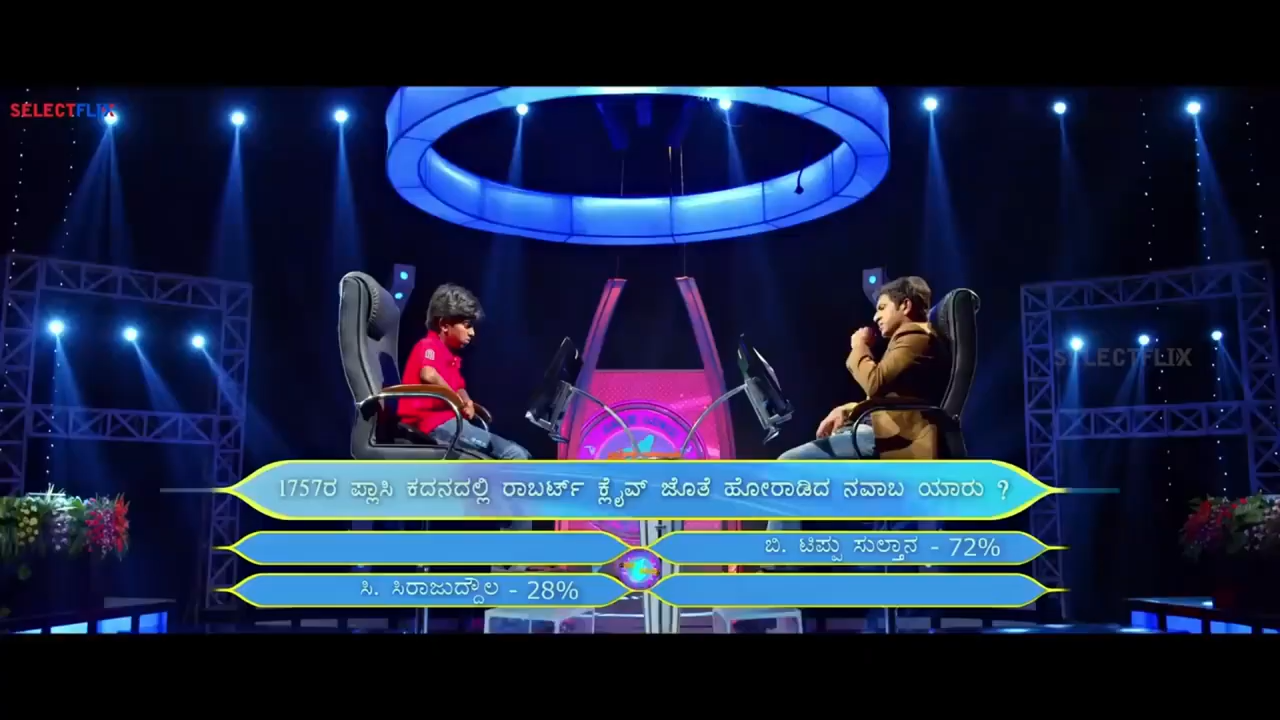 SELECTFLIX
SELECTFLIX
1757ರ ಪ್ಲಾಸಿ ಕದನದಲ್ಲಿ ರಾಬರ್ಟ್ ಕ್ಲೈವ್ ಜೊತೆ ಹೋರಾಡಿದ ನವಾಬ ಯಾರು ?
ಬಿ. ಟಿಪ್ಪು ಸುಲ್ತಾನ - 72%
ಸಿ. ಸಿರಾಜುದ್ದೌಲ - 28%